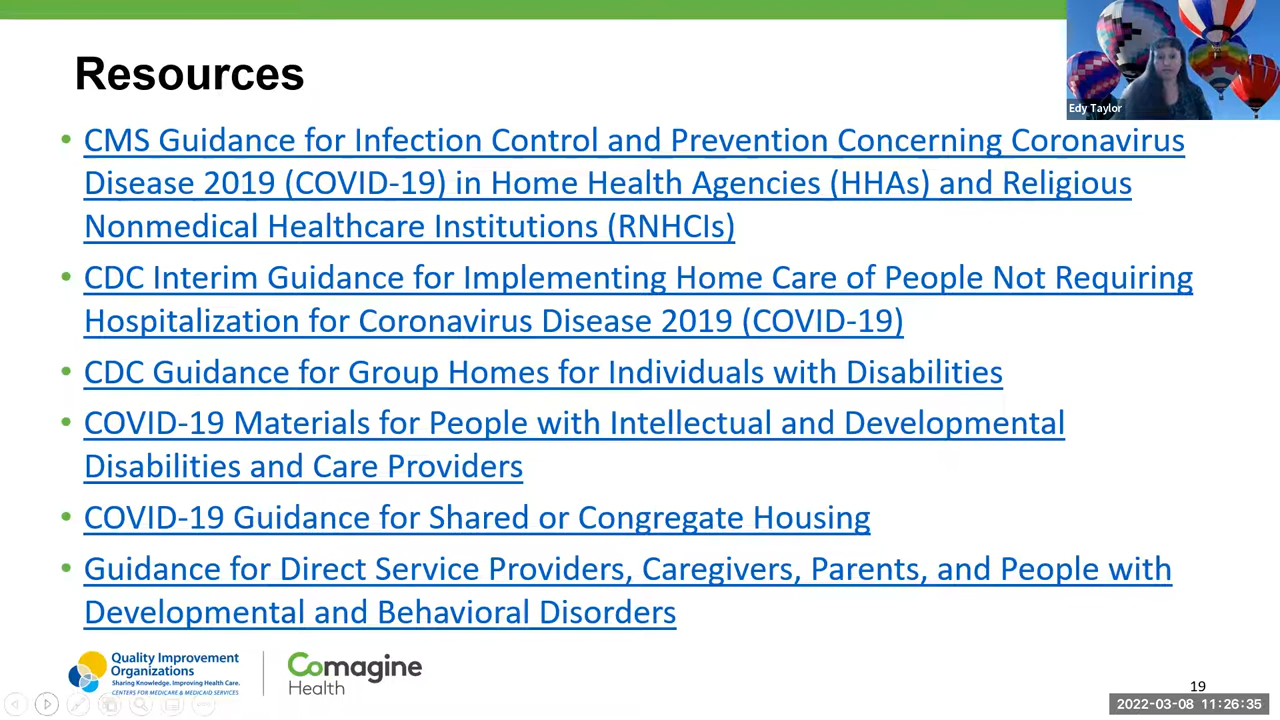 Resources
Edy Taylor
• CMS Guidance for Infection Control and Prevention Concerning Coronavirus
Disease 2019 (COVID-19) in Home Health Agencies (HHAs) and Religious
Nonmedical Healthcare Institutions (RNHCIs)
• CDC Interim Guidance for Implementing Home Care of People Not Requiring
Hospitalization for Coronavirus Disease 2019 (COVID-19)
• CDC Guidance for Group Homes for Individuals with Disabilities
• COVID-19 Materials for People with Intellectual and Developmental
Disabilities and Care Providers
• COVID-19 Guidance for Shared or Congregate Housing
• Guidance for Direct Service Providers, Caregivers, Parents, and People with
Developmental and Behavioral Disorders
Quality Improvement
Organizations
Sharing Knowledge. Improving Health Care.
CENTERS FOR MEDICARE & MEDICAID SERVICES
Comagine
Health
19
2022-03-08 11:26:35